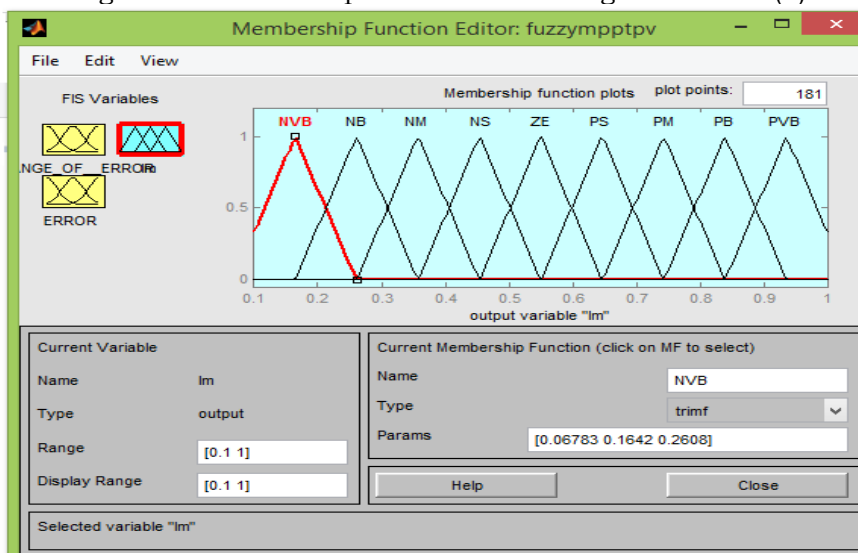 Membership Function Editor: fuzzympptpv
File Edit View
FIS Variables
Membership function plots plot points: 181
NVB NB NM NS ZE PS PM PB PVB
1
0.5
0
0.1 0.2 0.3 0.4 0.5 0.6 0.7 0.8 0.9 1
output variable "Im"
ERROR
Current Variable
Name Im
Type output
Range [0.1 1]
Display Range [0.1 1]
Current Membership Function (click on MF to select)
Name NVB
Type trimf
Params [0.06783 0.1642 0.2608]
Help Close
Selected variable "Im"